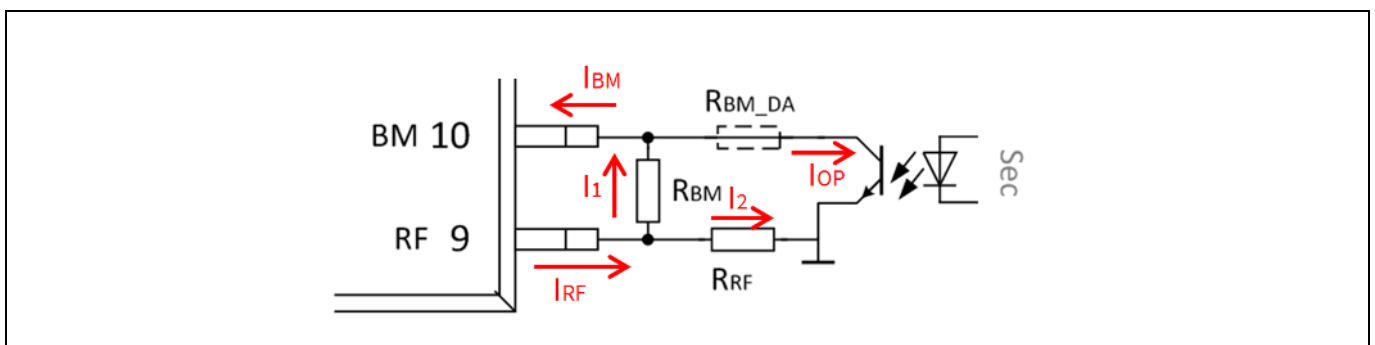 IBM
RBM_DA
BM 10
IOP
I1
RBM
I2
Sec
RF 9
IRF
RRF